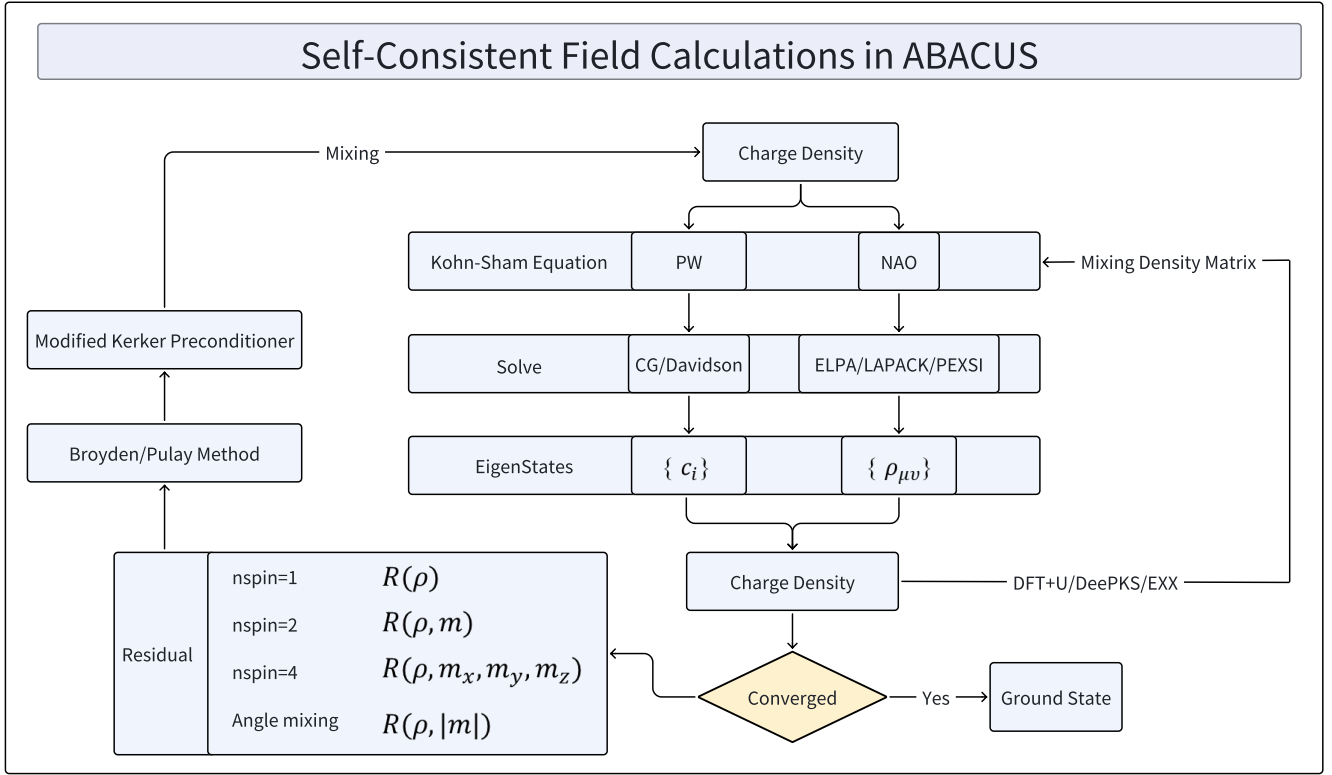 Self-Consistent Field Calculations in ABACUS
Mixing
Charge Density
Kohn-Sham Equation
PW
NAO
Mixing Density Matrix
Modified Kerker Preconditioner
Solve
CG/Davidson
ELPA/LAPACK/PEXSI
Broyden/Pulay Method
EigenStates
{ cᵢ}
{ ρ_μν}
Charge Density
DFT+U/DeePKS/EXX
Residual
nspin=1 R(ρ)
nspin=2 R(ρ, m)
nspin=4 R(ρ, mₓ, m_y, m_z)
Angle mixing R(ρ, |m|)
Converged
Yes
Ground State